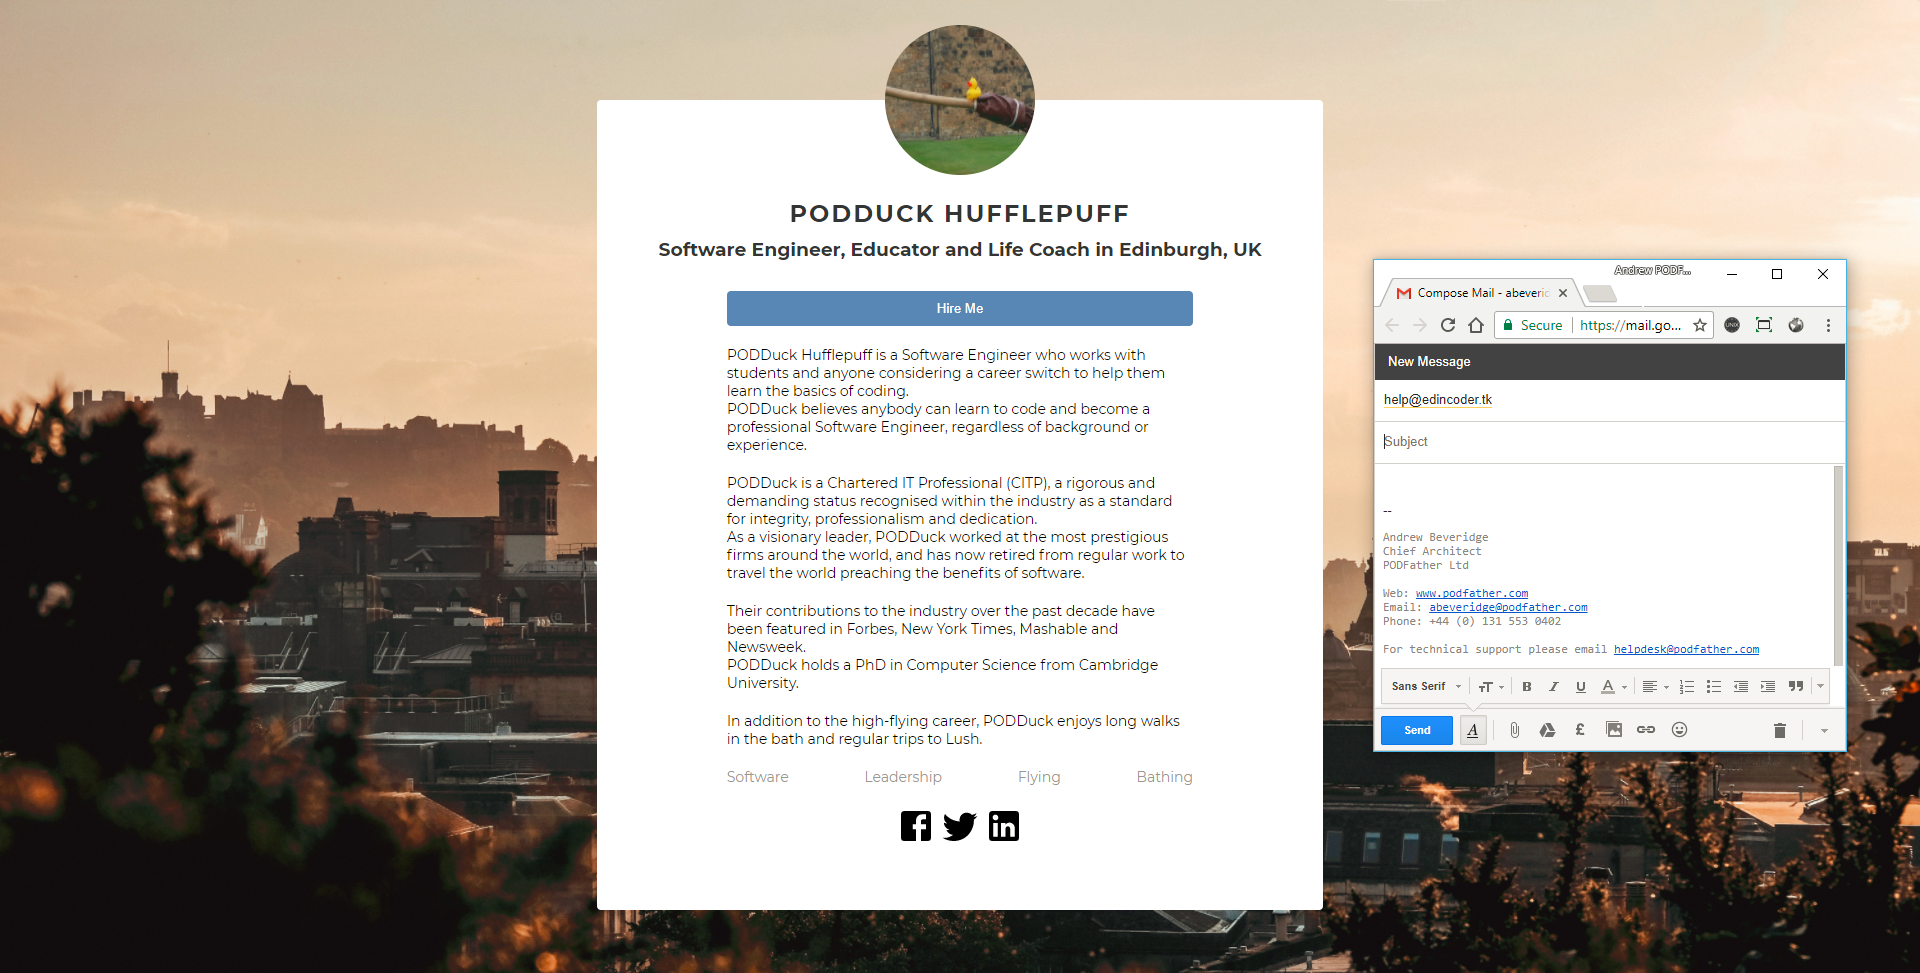 PODDUCK HUFFLEPUFF
Software Engineer, Educator and Life Coach in Edinburgh, UK
Hire Me
PODDuck Hufflepuff is a Software Engineer who works with
students and anyone considering a career switch to help them
learn the basics of coding.
PODDuck believes anybody can learn to code and become a
professional Software Engineer, regardless of background or
experience.
PODDuck is a Chartered IT Professional (CITP), a rigorous and
demanding status recognised within the industry as a standard
for integrity, professionalism and dedication.
As a visionary leader, PODDuck worked at the most prestigious
firms around the world, and has now retired from regular work to
travel the world preaching the benefits of software.
Their contributions to the industry over the past decade have
been featured in Forbes, New York Times, Mashable and
Newsweek.
PODDuck holds a PhD in Computer Science from Cambridge
University.
In addition to the high-flying career, PODDuck enjoys long walks
in the bath and regular trips to Lush.
Software Leadership Flying Bathing
Andrew PODF...
Compose Mail - abeverid
Secure https://mail.go...
New Message
help@edincoder.tk
Subject
--
Andrew Beveridge
Chief Architect
PODFather Ltd
Web: www.podfather.com
Email: abeveridge@podfather.com
Phone: +44 (0) 131 553 0402
For technical support please email helpdesk@podfather.com
Sans Serif
Send